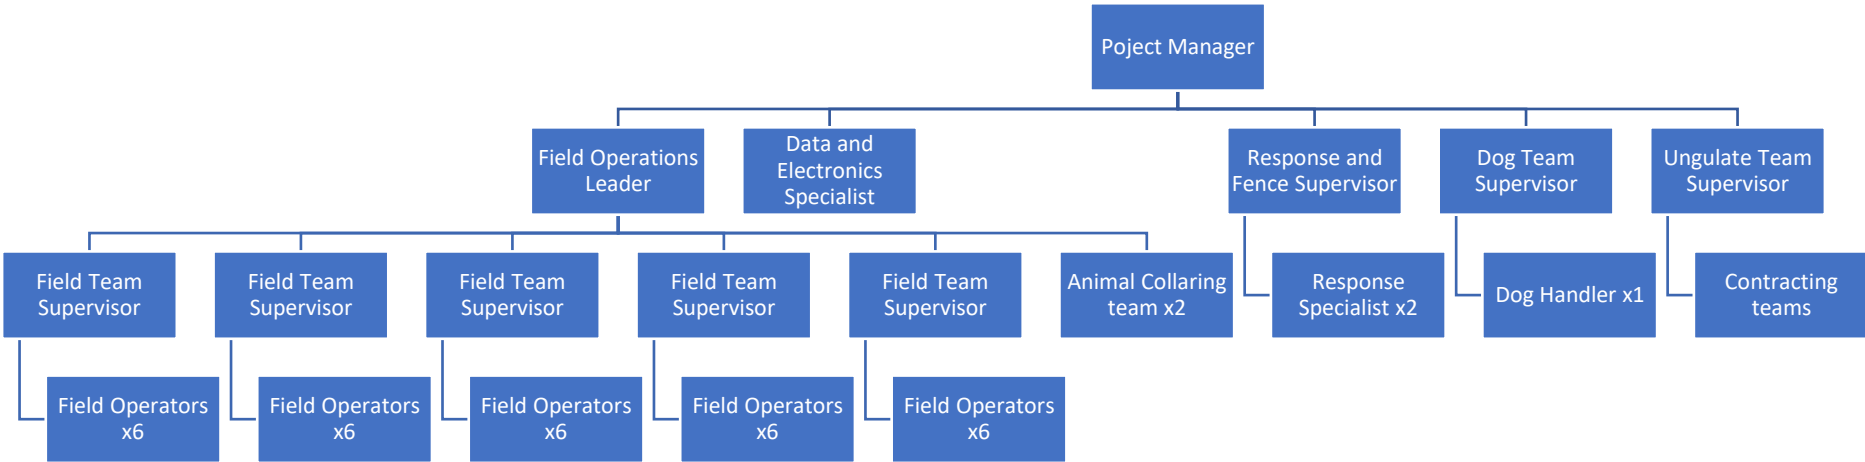 Poject Manager
Field Operations
Leader
Data and
Electronics
Specialist
Response and
Fence Supervisor
Dog Team
Supervisor
Ungulate Team
Supervisor
Field Team
Supervisor
Field Team
Supervisor
Field Team
Supervisor
Field Team
Supervisor
Field Team
Supervisor
Animal Collaring
team x2
Response
Specialist x2
Dog Handler x1
Contracting
teams
Field Operators
x6
Field Operators
x6
Field Operators
x6
Field Operators
x6
Field Operators
x6